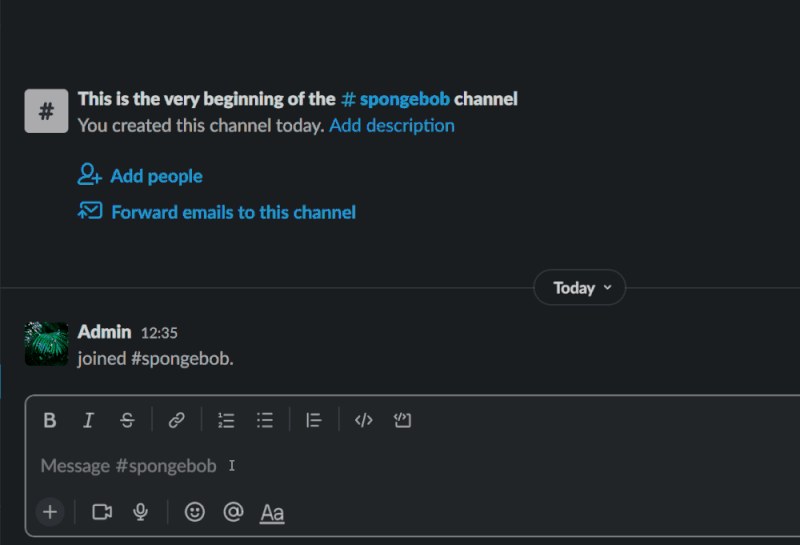 #
This is the very beginning of the # spongebob channel
You created this channel today. Add description
Add people
Forward emails to this channel
Today
Admin 12:35
joined #spongebob.
B I S
Message #spongebob
@ Aa